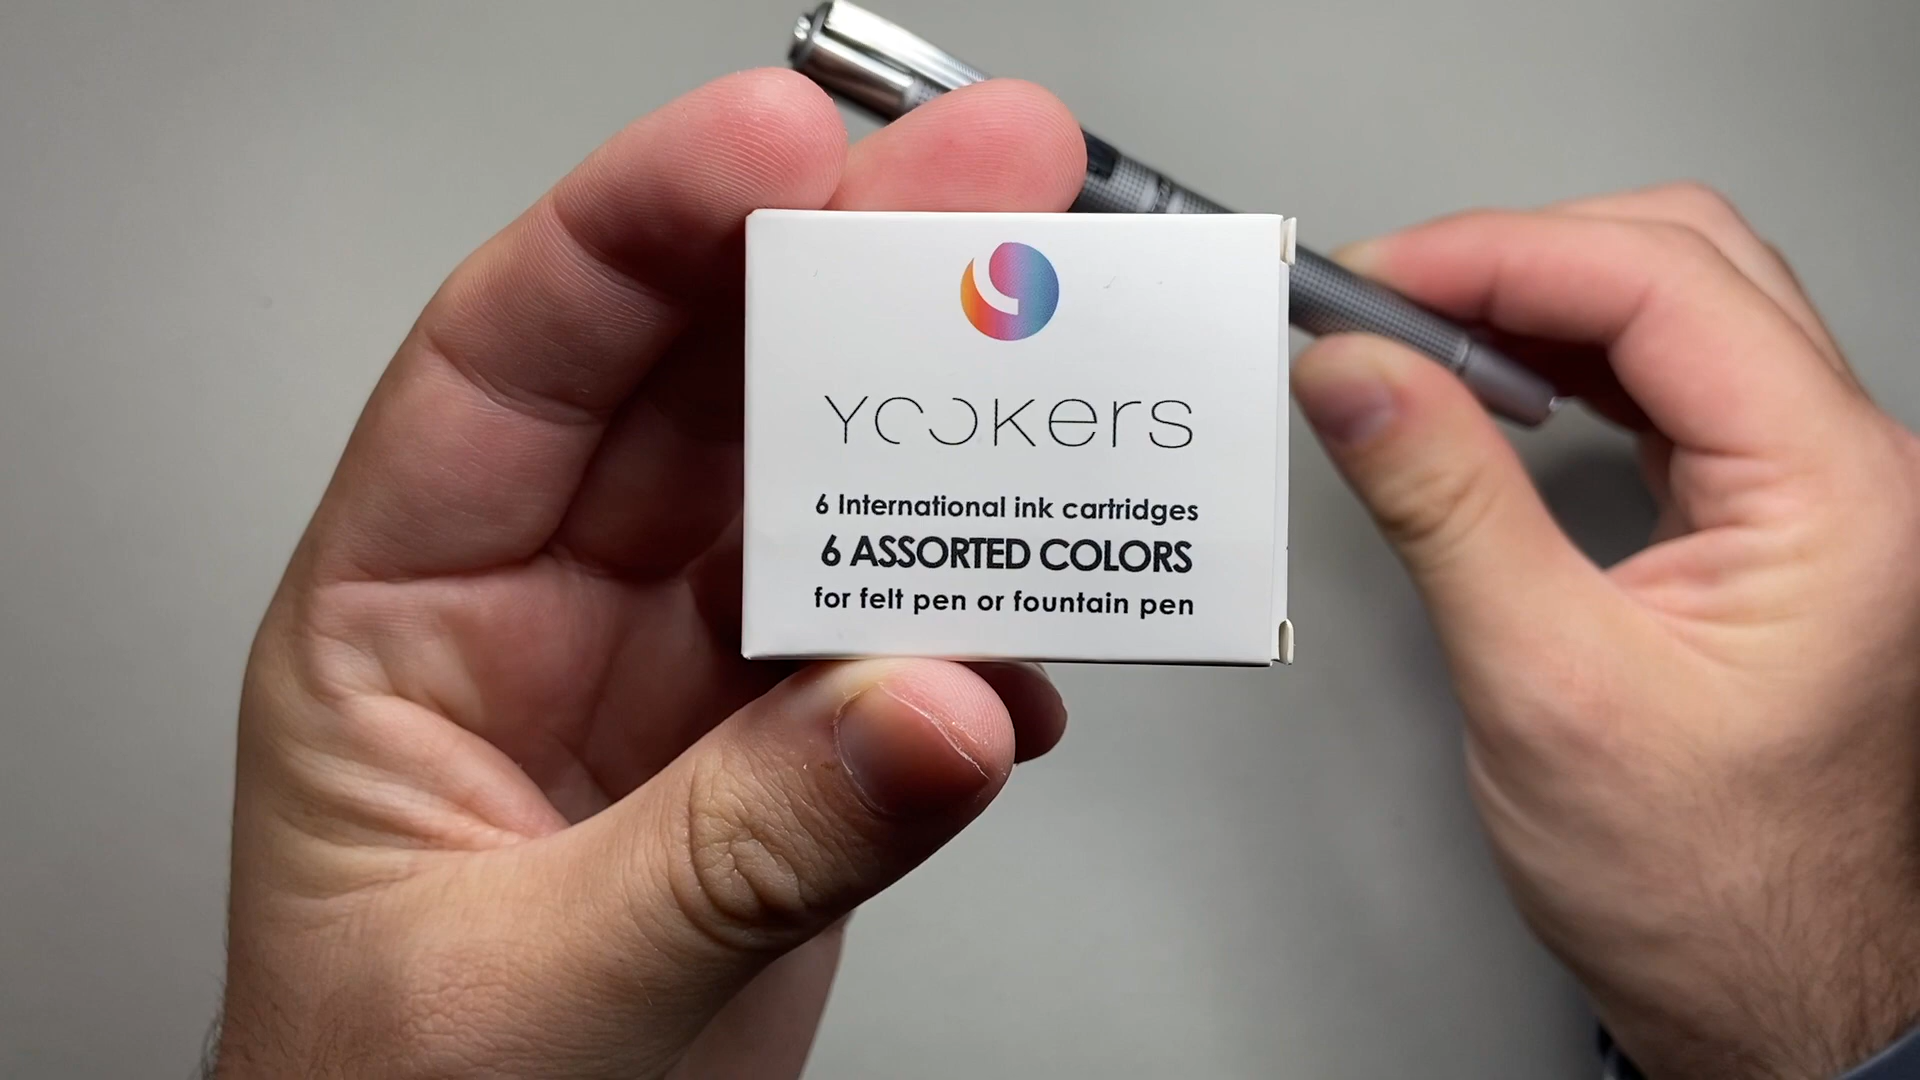 YOOKERS
6 International ink cartridges
6 ASSORTED COLORS
for felt pen or fountain pen